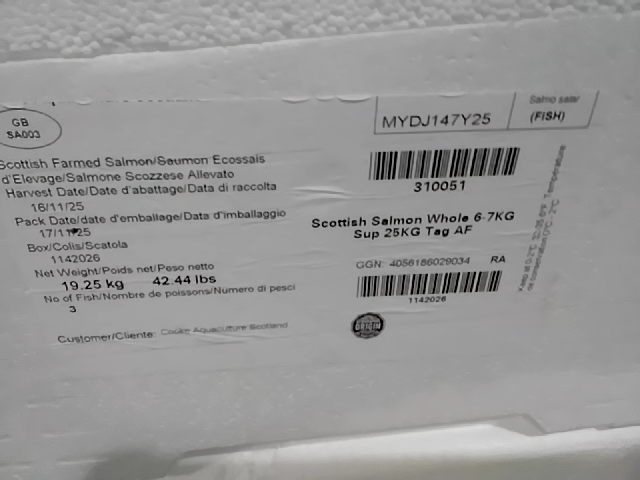 GB
SA003
MYDJ147Y25
Salmo salar
(FISH)
Scottish Farmed Salmon/Saumon Ecossais
d'Elevage/Salmone Scozzese Allevato
Harvest Date/Date d'abattage/Data di raccolta
16/11/25
Pack Date/date d'emballage/Data d'imballaggio
17/11/25
Box/Colis/Scatola
1142026
Net Weight/Poids net/Peso netto
19.25 kg 42.44 lbs
No of Fish/Nombre de poissons/Numero di pesci
3
Customer/Cliente: Cooke Aquaculture Scotland
310051
Scottish Salmon Whole 6-7KG
Sup 25KG Tag AF
GGN: 4056186029034 RA
1142026
ORIGIN